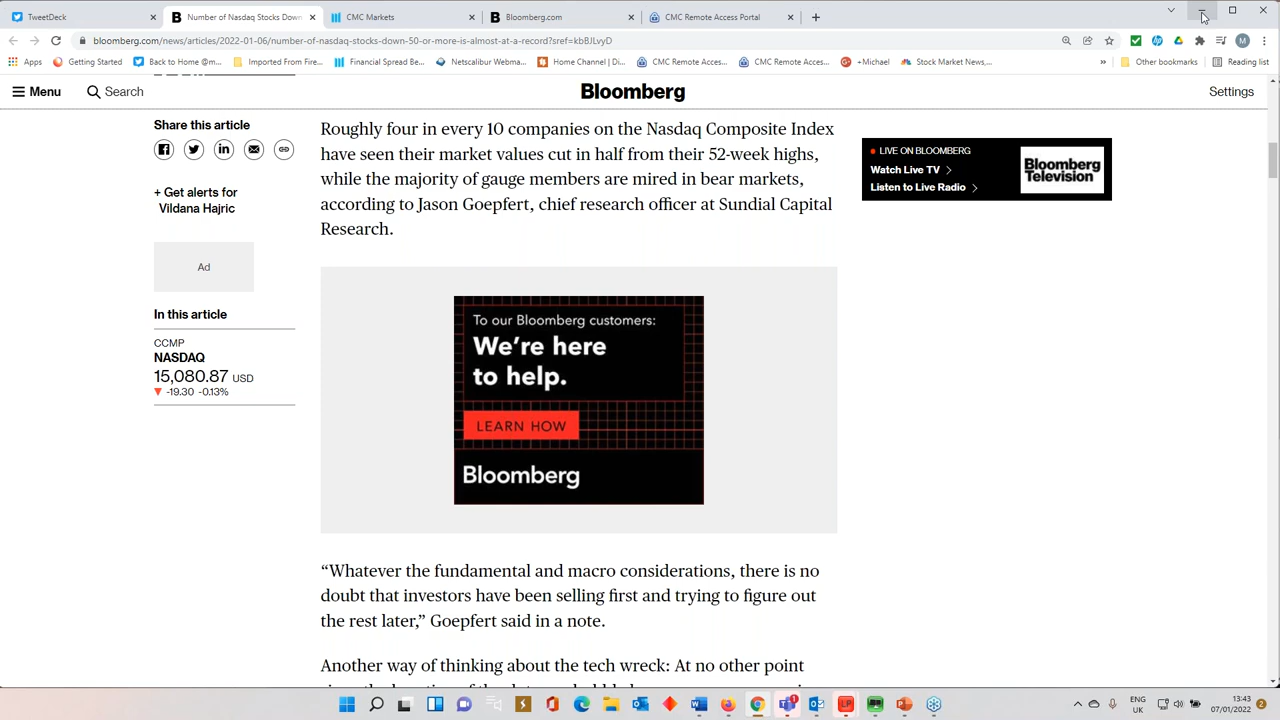 TweetDeck
Number of Nasdaq Stocks Down
CMC Markets
Bloomberg.com
CMC Remote Access Portal
bloomberg.com/news/articles/2022-01-06/number-of-nasdaq-stocks-down-50-or-more-is-almost-at-a-record?sref=kbBJLvyD
M
Apps
Getting Started
Back to Home @m...
Imported From Fire...
Financial Spread Be...
Netscalibur Webma...
Home Channel | Di...
CMC Remote Acces...
CMC Remote Acces...
+Michael
Stock Market News,...
Other bookmarks
Reading list
Menu
Search
Bloomberg
Settings
Share this article
+ Get alerts for
Vildana Hajric
Ad
In this article
CCMP
NASDAQ
15,080.87 USD
-19.30 -0.13%
Roughly four in every 10 companies on the Nasdaq Composite Index
have seen their market values cut in half from their 52-week highs,
while the majority of gauge members are mired in bear markets,
according to Jason Goepfert, chief research officer at Sundial Capital
Research.
To our Bloomberg customers:
We're here
to help.
LEARN HOW
Bloomberg
“Whatever the fundamental and macro considerations, there is no
doubt that investors have been selling first and trying to figure out
the rest later,” Goepfert said in a note.
Another way of thinking about the tech wreck: At no other point
LIVE ON BLOOMBERG
Watch Live TV
Listen to Live Radio
Bloomberg
Television
ENG
UK
13:43
07/01/2022